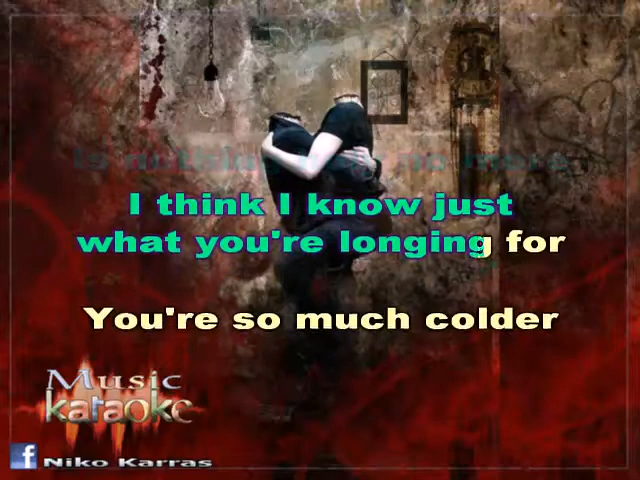 I think I know just
what you're longing for
You're so much colder
Music
karaoke
f Niko Karras